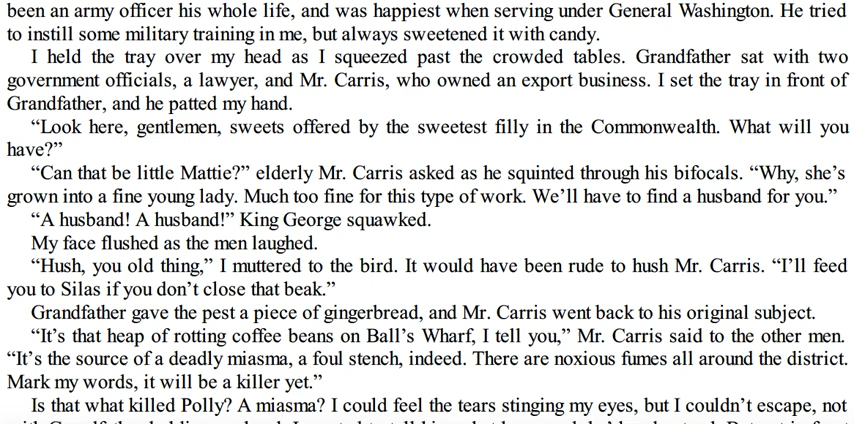 been an army officer his whole life, and was happiest when serving under General Washington. He tried
to instill some military training in me, but always sweetened it with candy.
I held the tray over my head as I squeezed past the crowded tables. Grandfather sat with two
government officials, a lawyer, and Mr. Carris, who owned an export business. I set the tray in front of
Grandfather, and he patted my hand.
“Look here, gentlemen, sweets offered by the sweetest filly in the Commonwealth. What will you
have?”
“Can that be little Mattie?” elderly Mr. Carris asked as he squinted through his bifocals. “Why, she’s
grown into a fine young lady. Much too fine for this type of work. We’ll have to find a husband for you.”
“A husband! A husband!” King George squawked.
My face flushed as the men laughed.
“Hush, you old thing,” I muttered to the bird. It would have been rude to hush Mr. Carris. “I’ll feed
you to Silas if you don’t close that beak.”
Grandfather gave the pest a piece of gingerbread, and Mr. Carris went back to his original subject.
“It’s that heap of rotting coffee beans on Ball’s Wharf, I tell you,” Mr. Carris said to the other men.
“It’s the source of a deadly miasma, a foul stench, indeed. There are noxious fumes all around the district.
Mark my words, it will be a killer yet.”
Is that what killed Polly? A miasma? I could feel the tears stinging my eyes, but I couldn’t escape, not